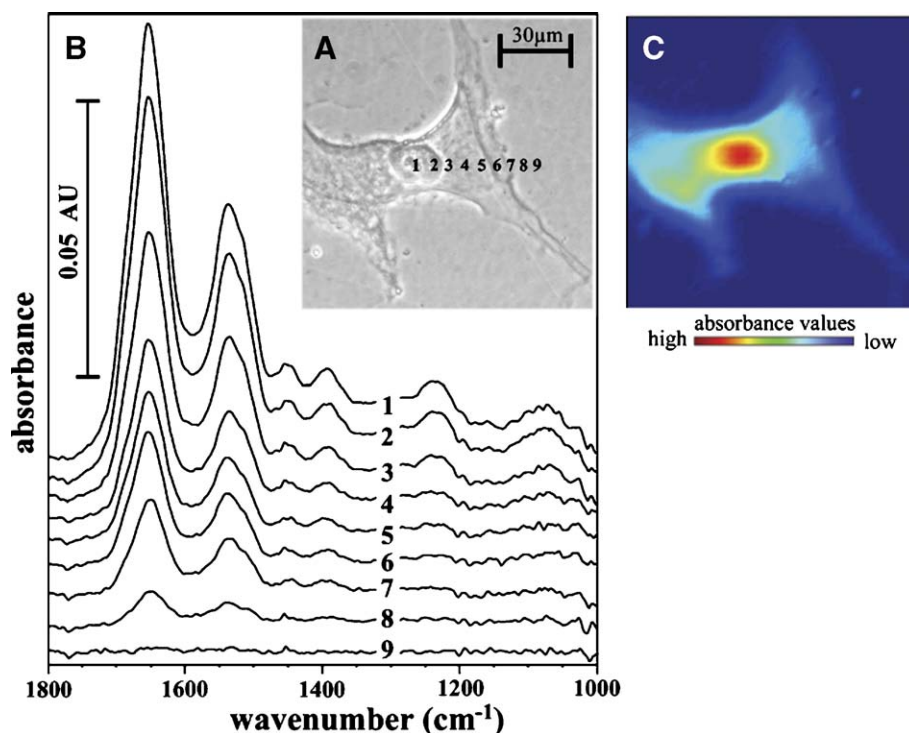 B
A
30μm
C
1 2 3 4 5 6 7 8 9
0.05 AU
absorbance
1
2
3
4
5
6
7
8
9
1800 1600 1400 1200 1000
wavenumber (cm⁻¹)
absorbance values
high low